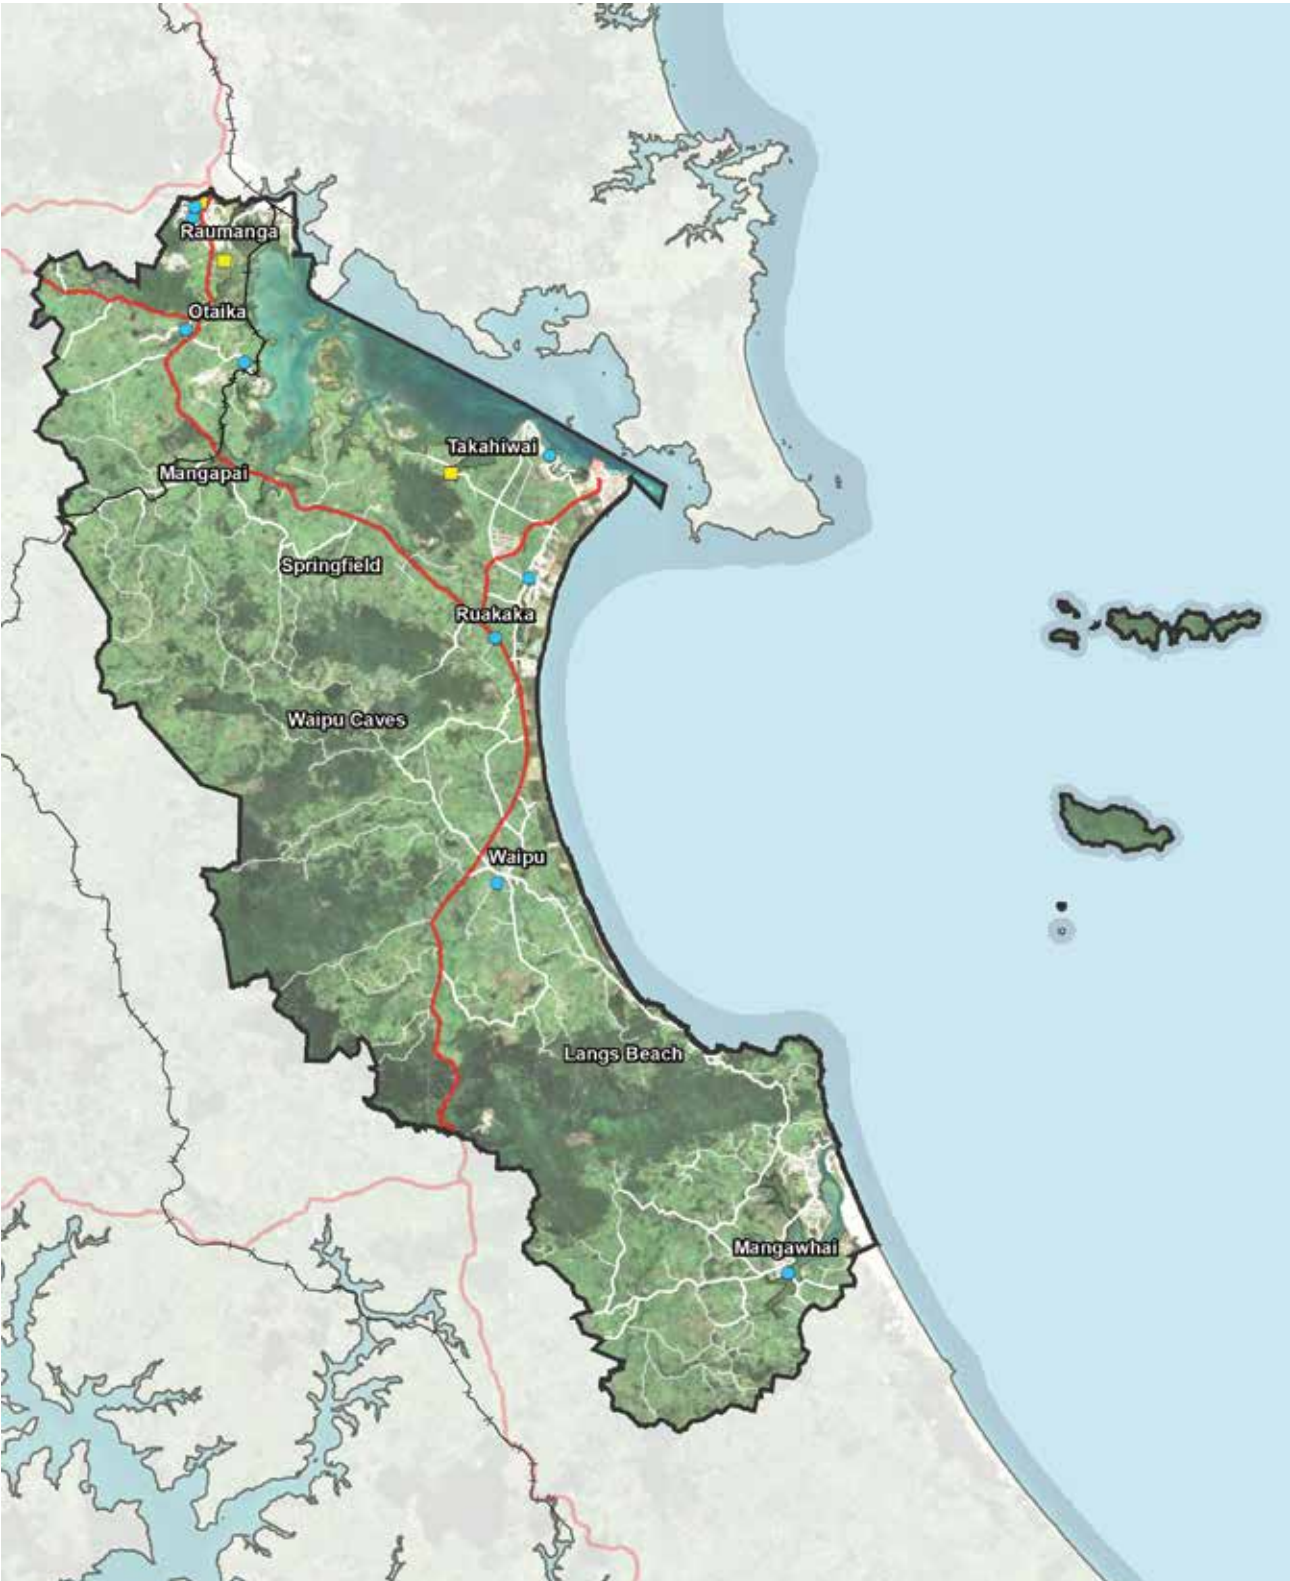 Raumanga
Otaika
Takahiwai
Mangapai
Springfield
Ruakaka
Waipu Caves
Waipu
Langs Beach
Mangawhai